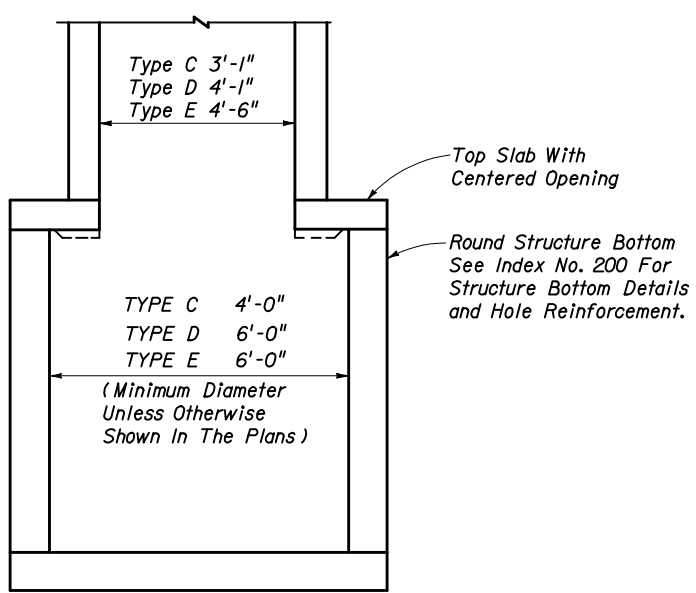 Type C 3'-1"
Type D 4'-1"
Type E 4'-6"
Top Slab With
Centered Opening
Round Structure Bottom
See Index No. 200 For
Structure Bottom Details
and Hole Reinforcement.
TYPE C 4'-0"
TYPE D 6'-0"
TYPE E 6'-0"
(Minimum Diameter
Unless Otherwise
Shown In The Plans)